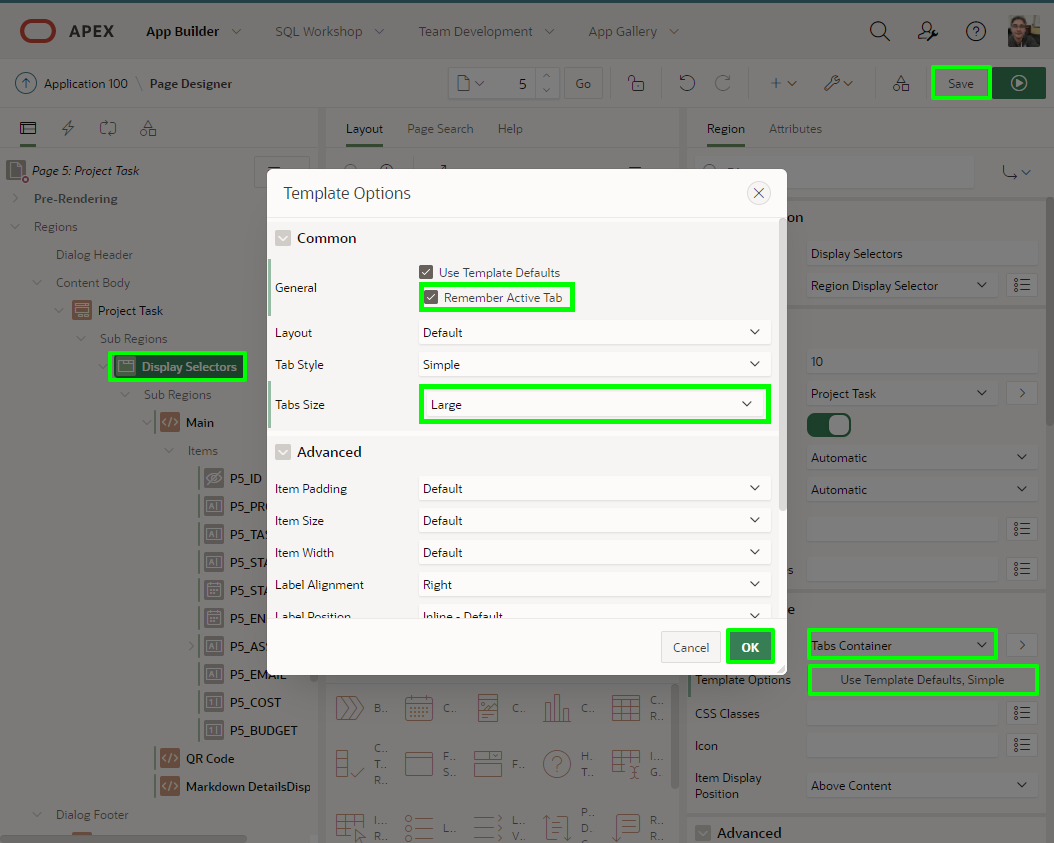 APEX App Builder SQL Workshop Team Development App Gallery
Application 100 \ Page Designer 5 Go Save
Layout Page Search Help
Region Attributes
Page 5: Project Task
Pre-Rendering
Regions
Dialog Header
Content Body
Project Task
Sub Regions
Display Selectors
Sub Regions
Main
Items
P5_ID
P5_PR
P5_TAS
P5_STA
P5_STA
P5_EN
P5_ASS
P5_EMAIL
P5_COST
P5_BUDGET
QR Code
Markdown DetailsDisp
Dialog Footer
Template Options
Common
General
Use Template Defaults
Remember Active Tab
Layout Default
Tab Style Simple
Tabs Size Large
Advanced
Item Padding Default
Item Size Default
Item Width Default
Label Alignment Right
Label Position Inline - Default
Cancel OK
B.. C.. C.. C.. C..
R..
C..
T..
R..
F..
S..
F..
H..
T..
I..
G..
I..
R..
L..
L..
V..
P..
D..
R..
R..
R..
on
Display Selectors
Region Display Selector
10
Project Task
Automatic
Automatic
s
e
Tabs Container
Template Options Use Template Defaults, Simple
CSS Classes
Icon
Item Display
Position
Above Content
Advanced